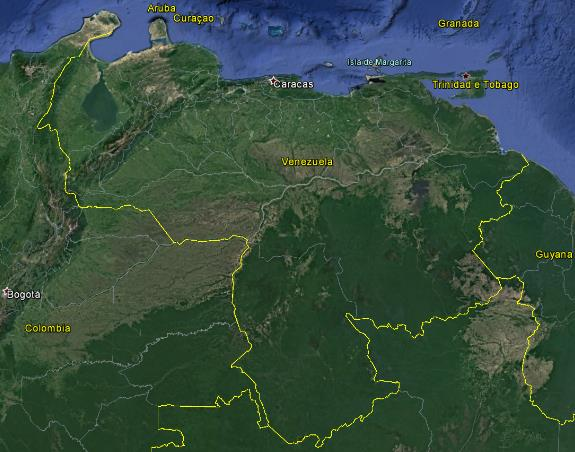 Aruba
Curaçao
Granada
Isla de Margarita
Caracas
Trinidad e Tobago
Venezuela
Guyana
Bogotá
Colombia